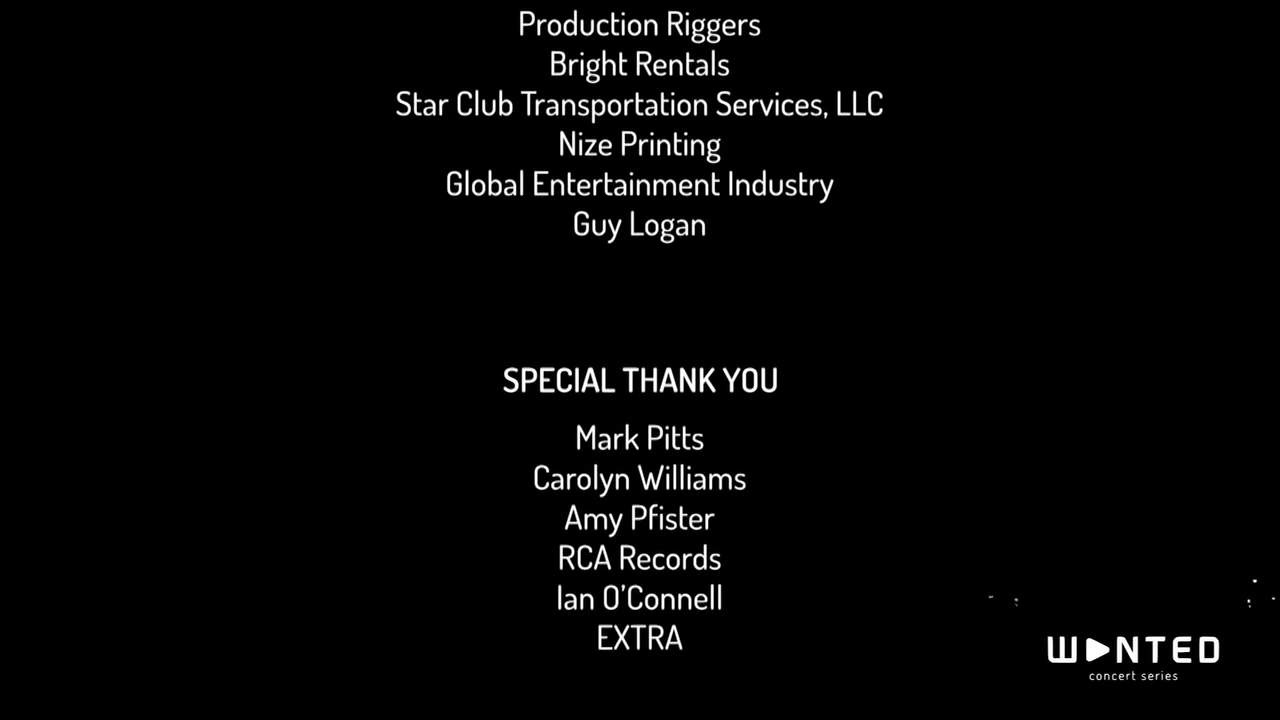 Production Riggers
Bright Rentals
Star Club Transportation Services, LLC
Nize Printing
Global Entertainment Industry
Guy Logan
SPECIAL THANK YOU
Mark Pitts
Carolyn Williams
Amy Pfister
RCA Records
Ian O’Connell
EXTRA
WANTED
concert series